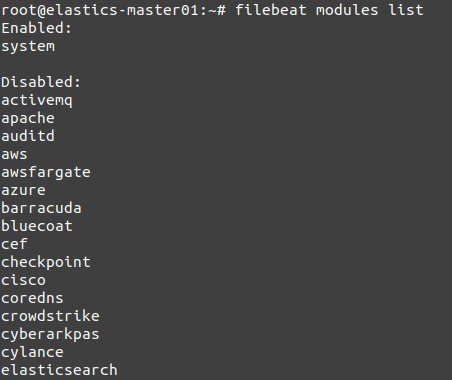 root@elastics-master01:~# filebeat modules list
Enabled:
system

Disabled:
activemq
apache
auditd
aws
awsfargate
azure
barracuda
bluecoat
cef
checkpoint
cisco
coredns
crowdstrike
cyberarkpas
cylance
elasticsearch